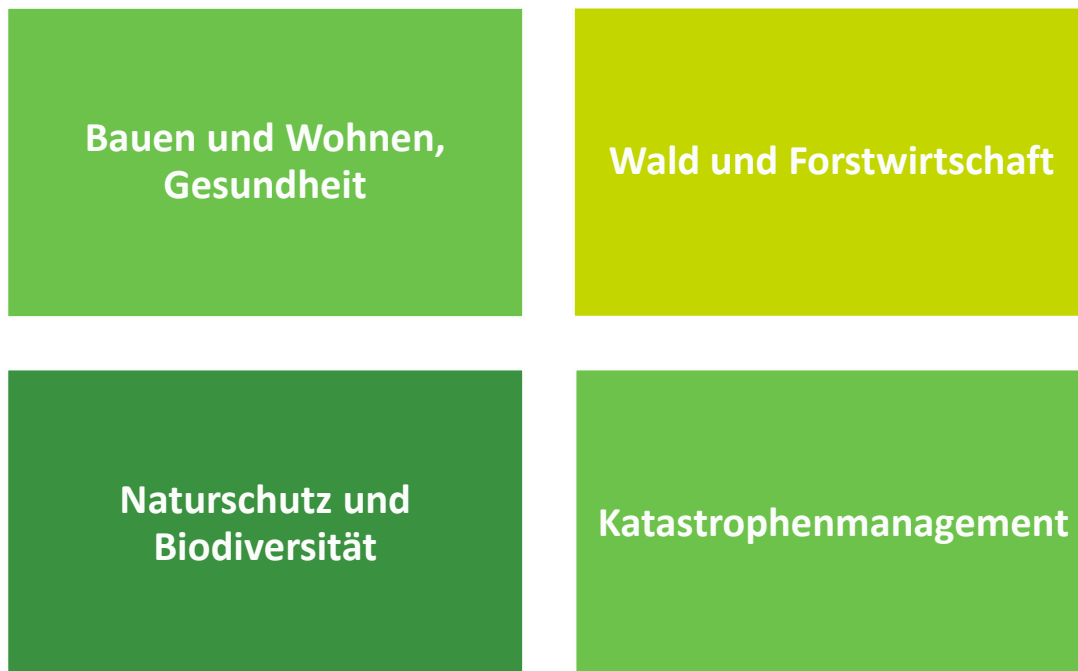 Bauen und Wohnen,
Gesundheit
Wald und Forstwirtschaft
Naturschutz und
Biodiversität
Katastrophenmanagement